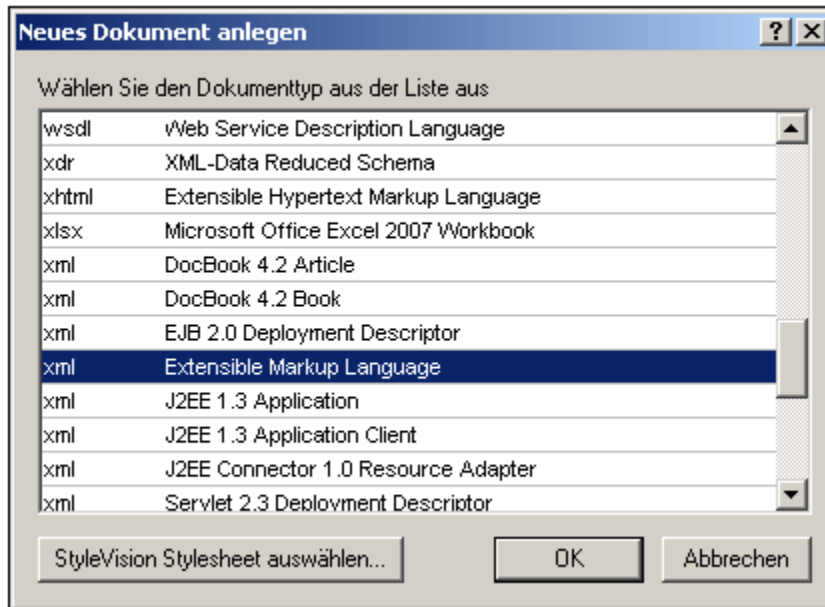 Neues Dokument anlegen
Wählen Sie den Dokumenttyp aus der Liste aus
wsdl Web Service Description Language
xdr XML-Data Reduced Schema
xhtml Extensible Hypertext Markup Language
xlsx Microsoft Office Excel 2007 Workbook
xml DocBook 4.2 Article
xml DocBook 4.2 Book
xml EJB 2.0 Deployment Descriptor
xml Extensible Markup Language
xml J2EE 1.3 Application
xml J2EE 1.3 Application Client
xml J2EE Connector 1.0 Resource Adapter
xml Servlet 2.3 Deployment Descriptor
StyleVision Stylesheet auswählen... OK Abbrechen